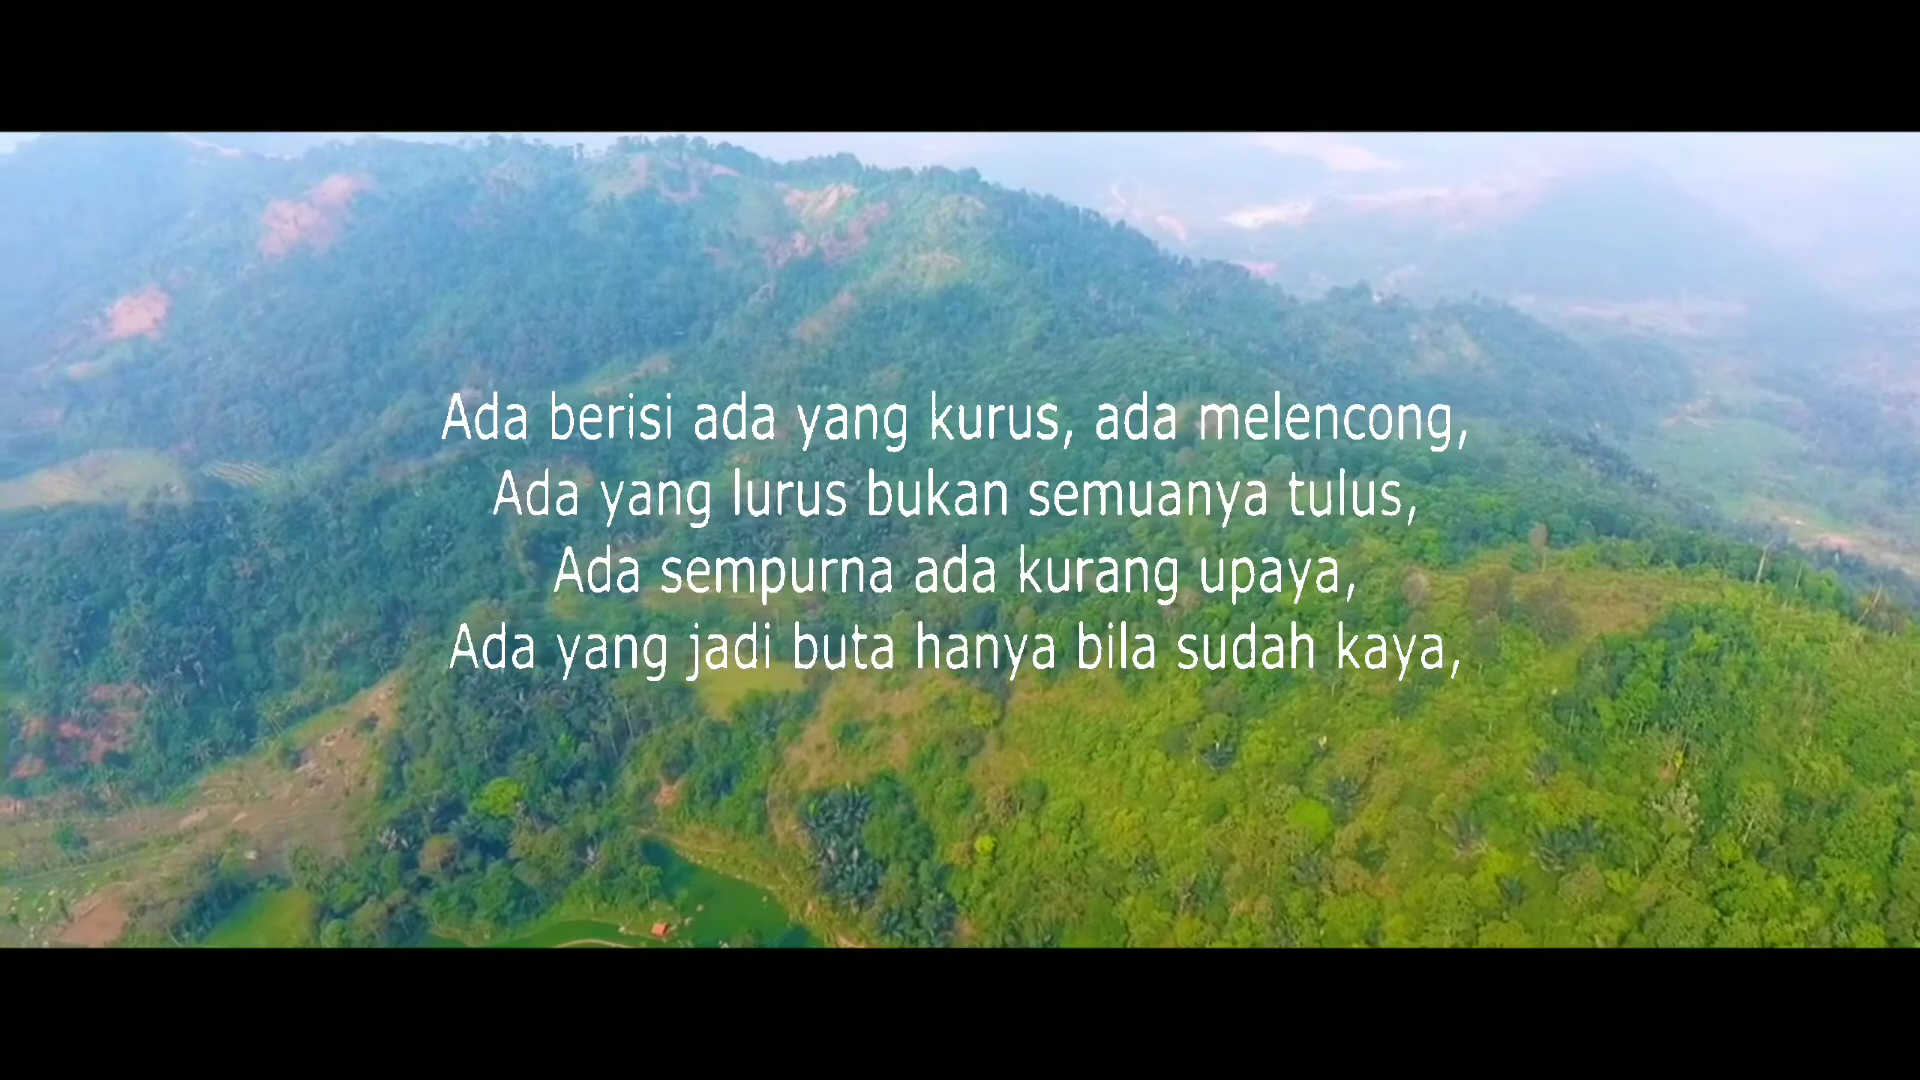 Ada berisi ada yang kurus, ada melencong,
Ada yang lurus bukan semuanya tulus,
Ada sempurna ada kurang upaya,
Ada yang jadi buta hanya bila sudah kaya,